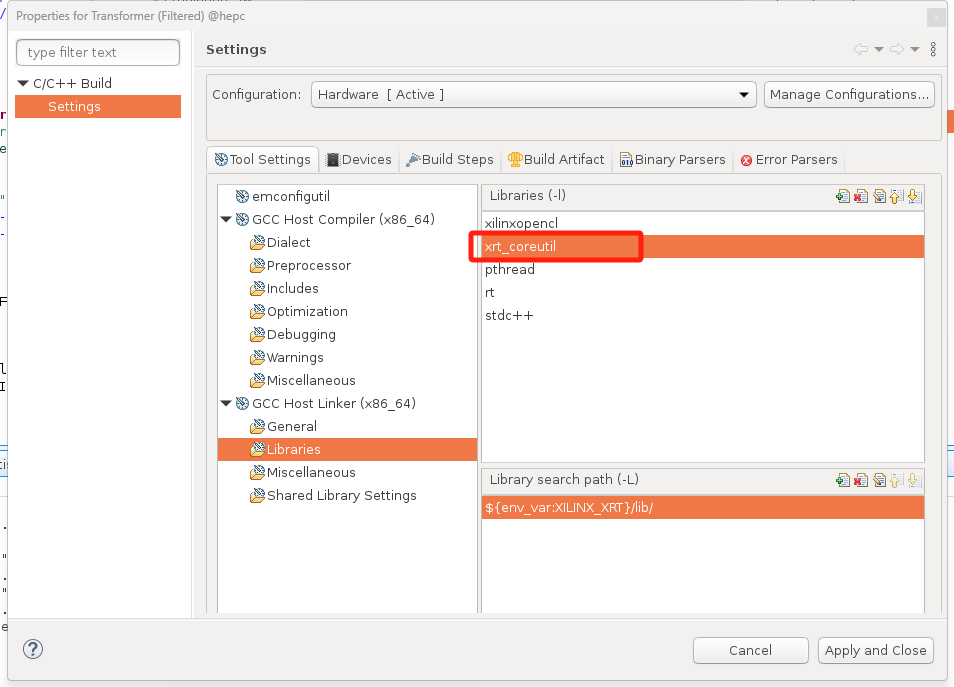 Properties for Transformer (Filtered) @hepc
type filter text
C/C++ Build
Settings
Settings
Configuration:
Hardware [ Active ]
Manage Configurations...
Tool Settings
Devices
Build Steps
Build Artifact
Binary Parsers
Error Parsers
emconfigutil
GCC Host Compiler (x86_64)
Dialect
Preprocessor
Includes
Optimization
Debugging
Warnings
Miscellaneous
GCC Host Linker (x86_64)
General
Libraries
Miscellaneous
Shared Library Settings
Libraries (-l)
xilinxopencl
xrt_coreutil
pthread
rt
stdc++
Library search path (-L)
${env_var:XILINX_XRT}/lib/
Cancel
Apply and Close